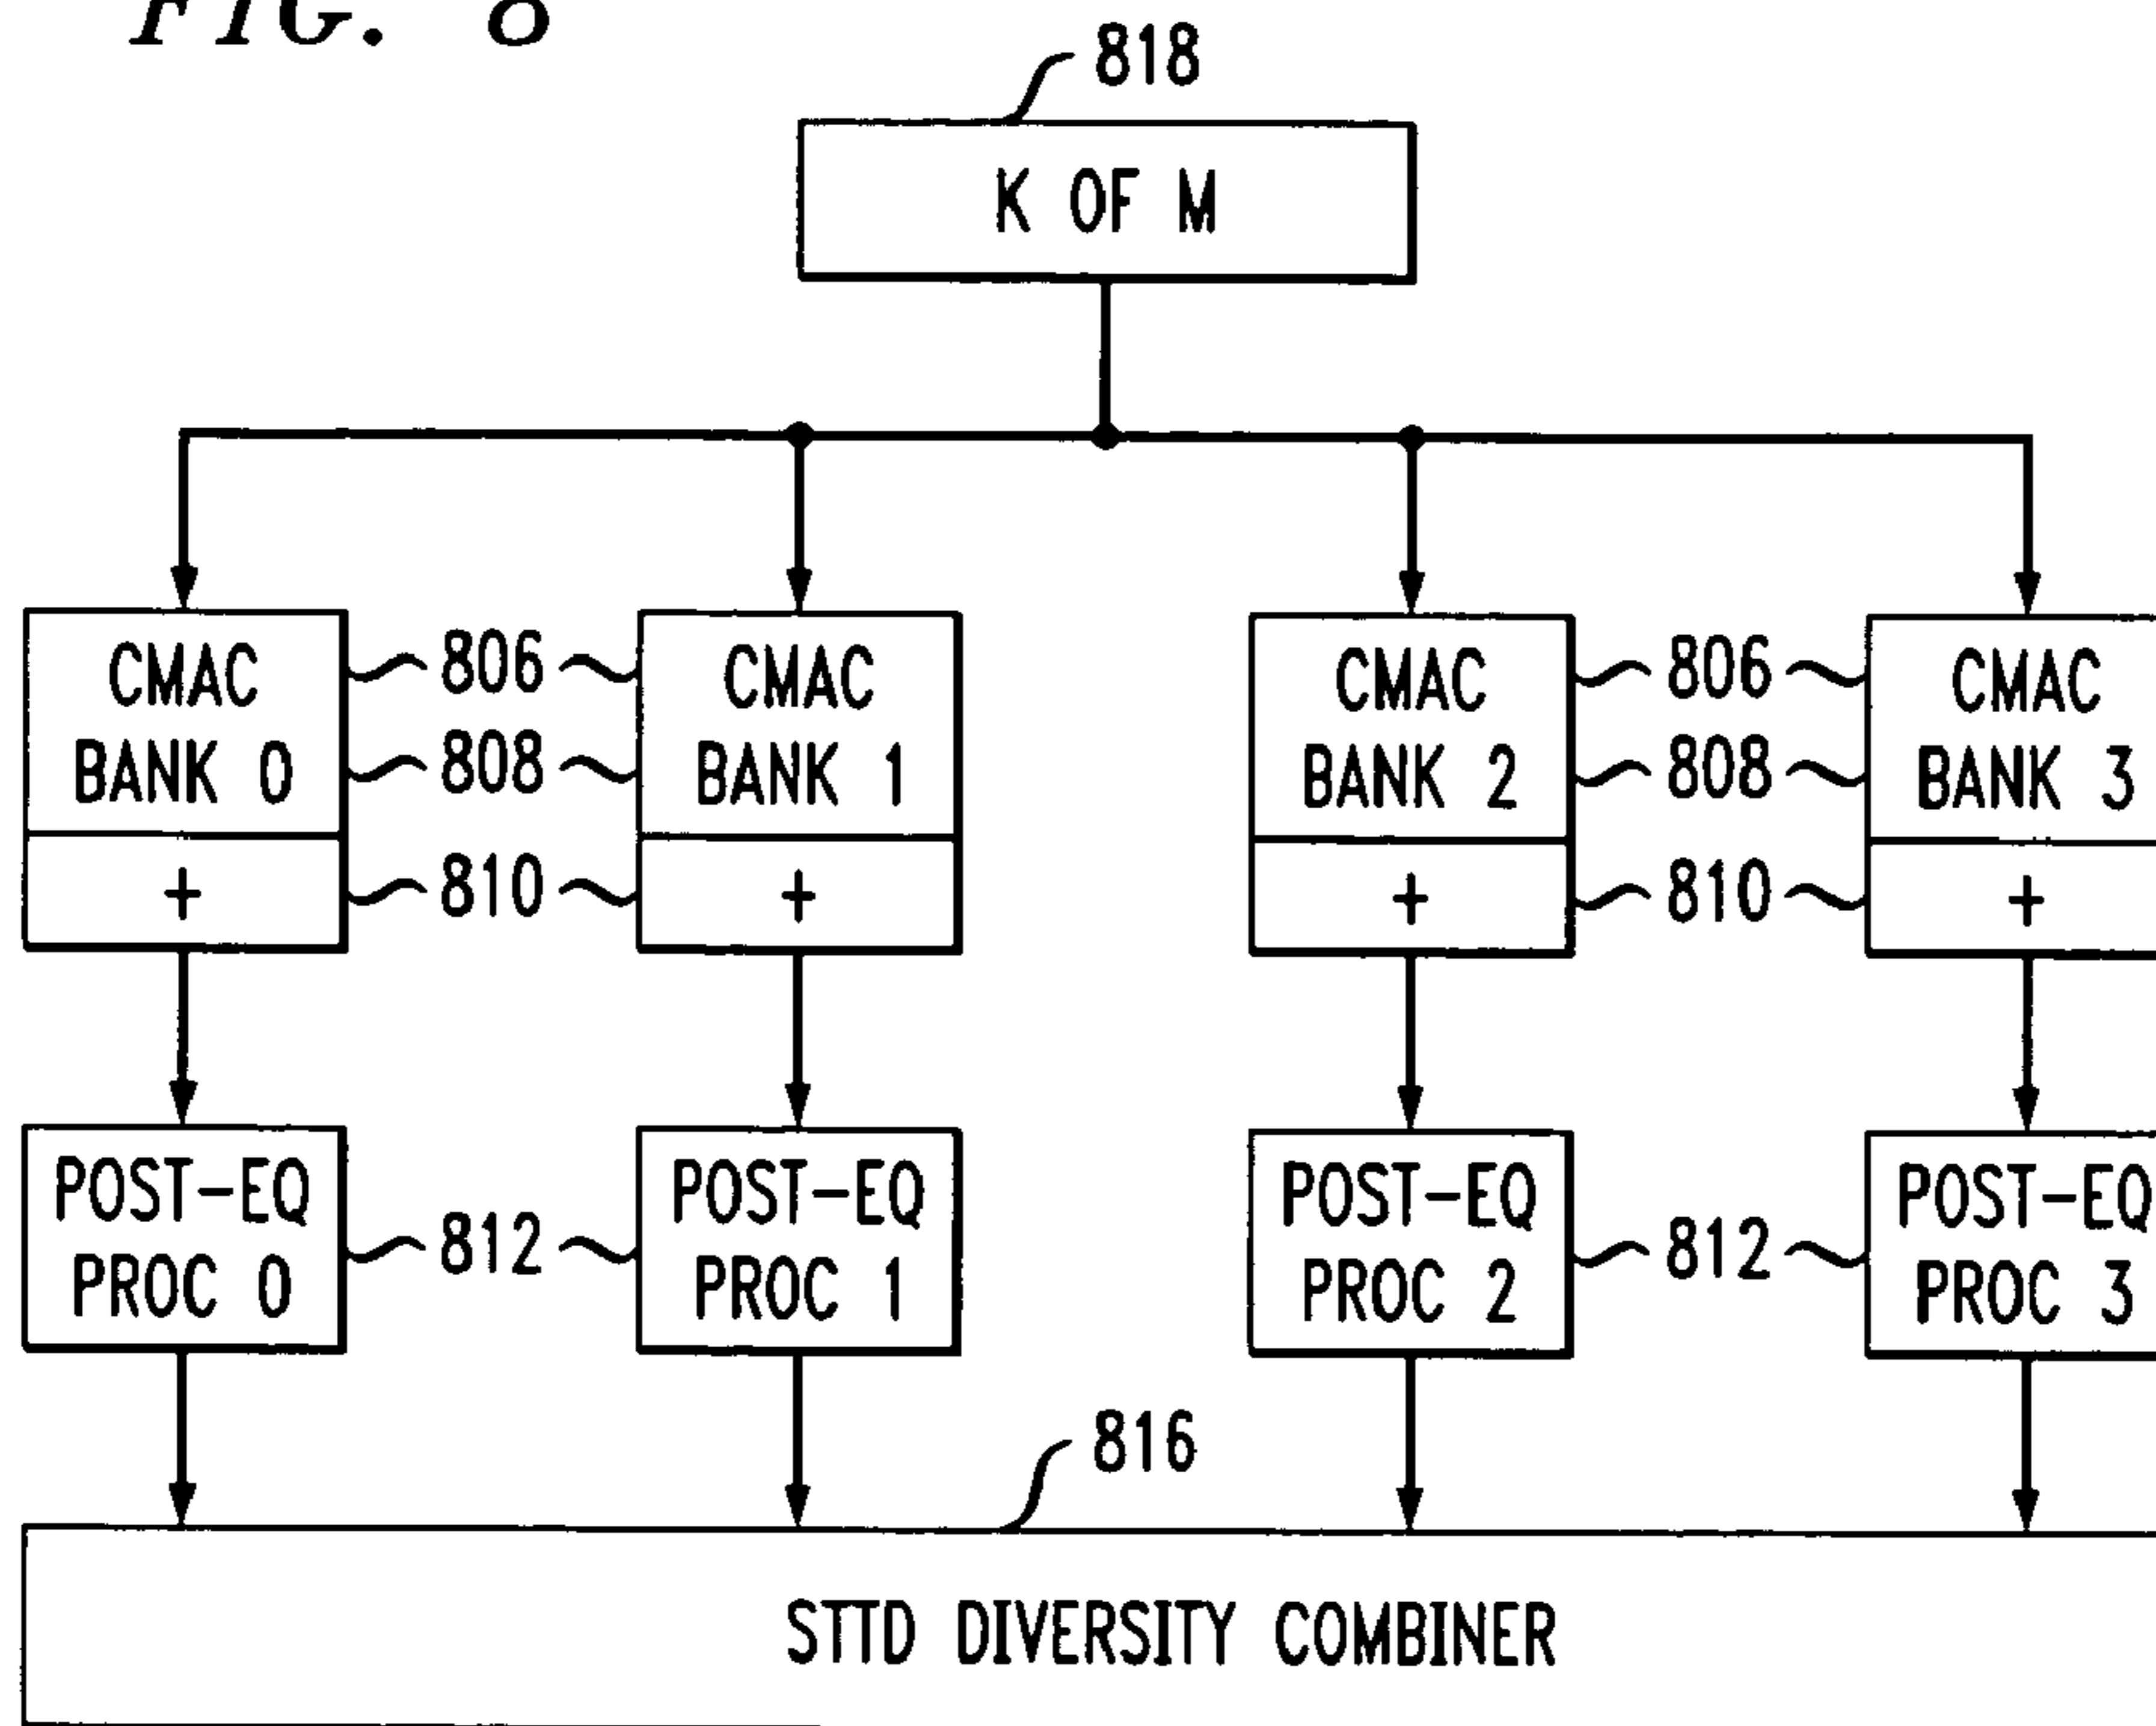 FIG. 8
818
K OF M
CMAC
BANK 0
+
806
808
810
CMAC
BANK 1
+
CMAC
BANK 2
+
806
808
810
CMAC
BANK 3
+
POST-EQ
PROC 0
812
POST-EQ
PROC 1
POST-EQ
PROC 2
812
POST-EQ
PROC 3
816
STTD DIVERSITY COMBINER